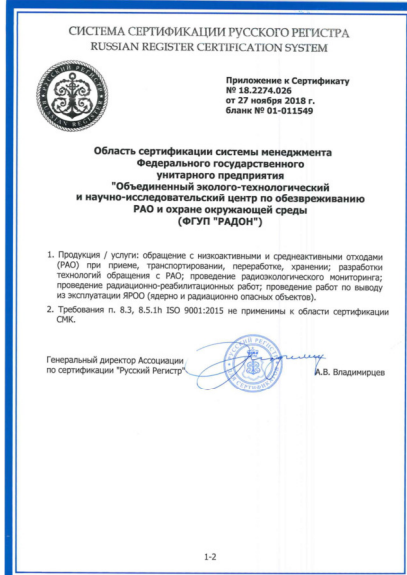 СИСТЕМА СЕРТИФИКАЦИИ РУССКОГО РЕГИСТРА
RUSSIAN REGISTER CERTIFICATION SYSTEM
РУССКИЙ РЕГИСТР
RUSSIAN REGISTER
Приложение к Сертификату
№ 18.2274.026
от 27 ноября 2018 г.
бланк № 01-011549
Область сертификации системы менеджмента
Федерального государственного
унитарного предприятия
"Объединенный эколого-технологический
и научно-исследовательский центр по обезвреживанию
РАО и охране окружающей среды
(ФГУП "РАДОН")
1. Продукция / услуги: обращение с низкоактивными и среднеактивными отходами
(РАО) при приеме, транспортировании, переработке, хранении; разработки
технологий обращения с РАО; проведение радиоэкологического мониторинга;
проведение радиационно-реабилитационных работ; проведение работ по выводу
из эксплуатации ЯРОО (ядерно и радиационно опасных объектов).
2. Требования п. 8.3, 8.5.1h ISO 9001:2015 не применимы к области сертификации
СМК.
Генеральный директор Ассоциации
по сертификации "Русский Регистр"
А.В. Владимирцев
1-2